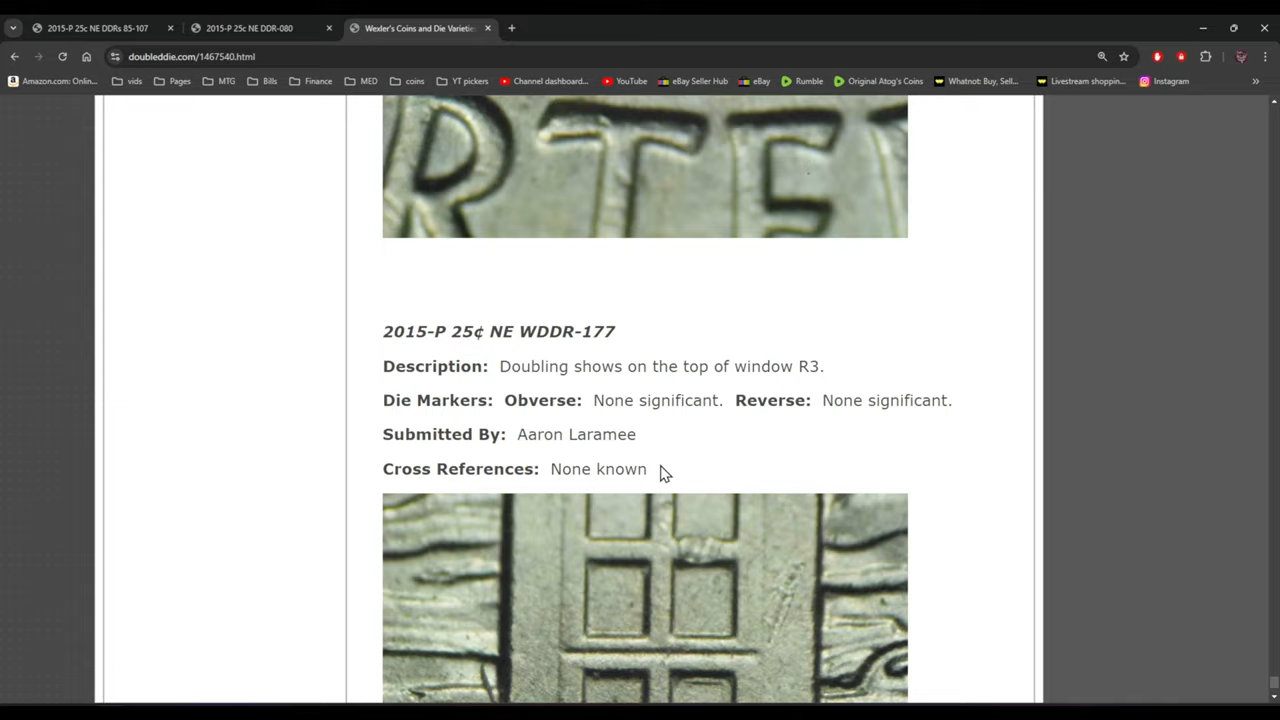 2015-P 25c NE DDRs 85-107
2015-P 25c NE DDR-080
Wexler's Coins and Die Varietie
doubleddie.com/1467540.html
Amazon.com: Onlin...
vids
Pages
MTG
Bills
Finance
MED
coins
YT pickers
Channel dashboard...
YouTube
eBay Seller Hub
eBay
Rumble
Original Atog's Coins
Whatnot: Buy, Sell...
Livestream shoppin...
Instagram
RTE
2015-P 25¢ NE WDDR-177
Description: Doubling shows on the top of window R3.
Die Markers: Obverse: None significant. Reverse: None significant.
Submitted By: Aaron Laramee
Cross References: None known